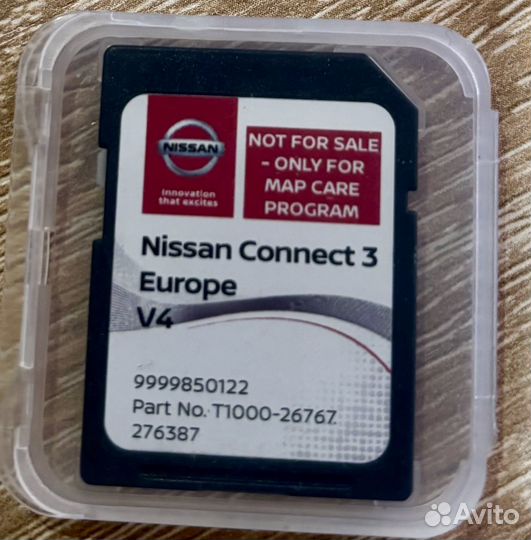 NISSAN
Innovation
that excites
NOT FOR SALE
- ONLY FOR
MAP CARE
PROGRAM
Nissan Connect 3
Europe
V4
9999850122
Part No. T1000-26767
276387
Avito